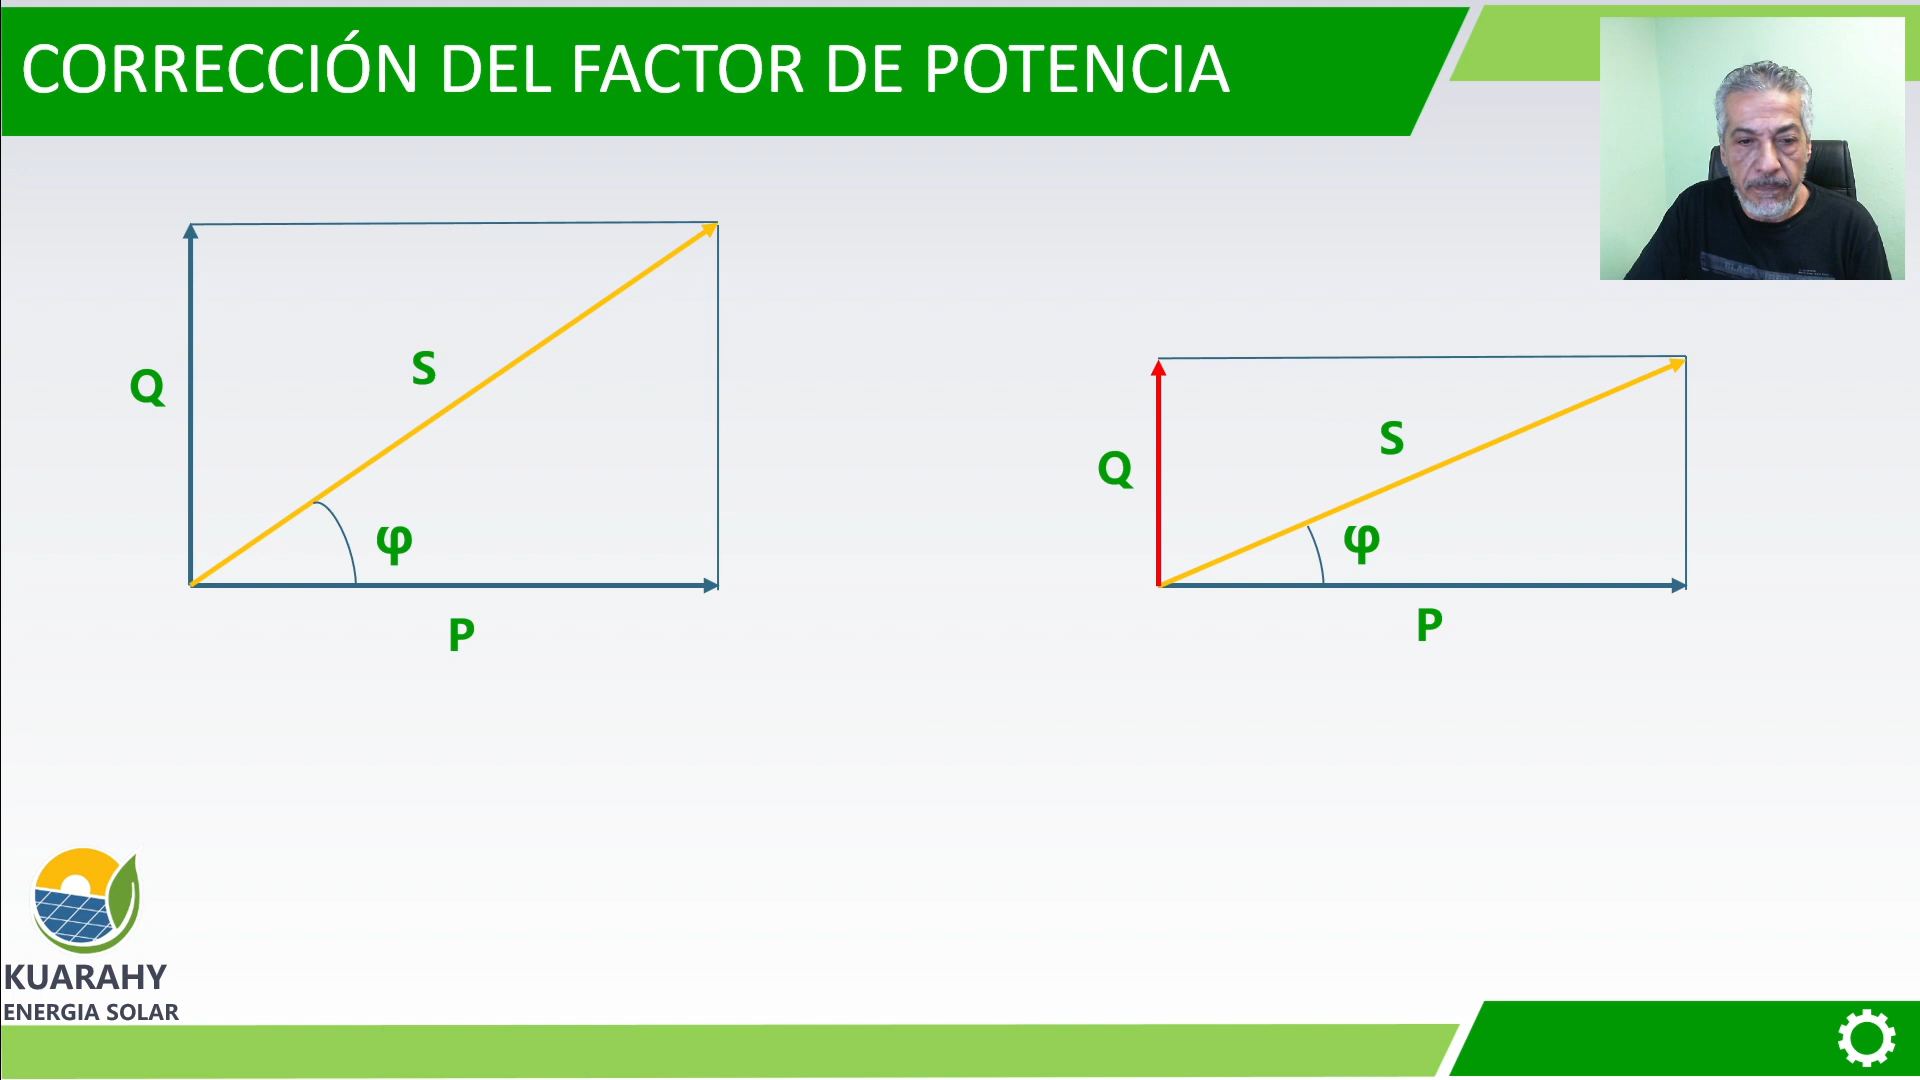 CORRECCIÓN DEL FACTOR DE POTENCIA
Q
S
φ
P
Q
S
φ
P
KUARAHY
ENERGIA SOLAR